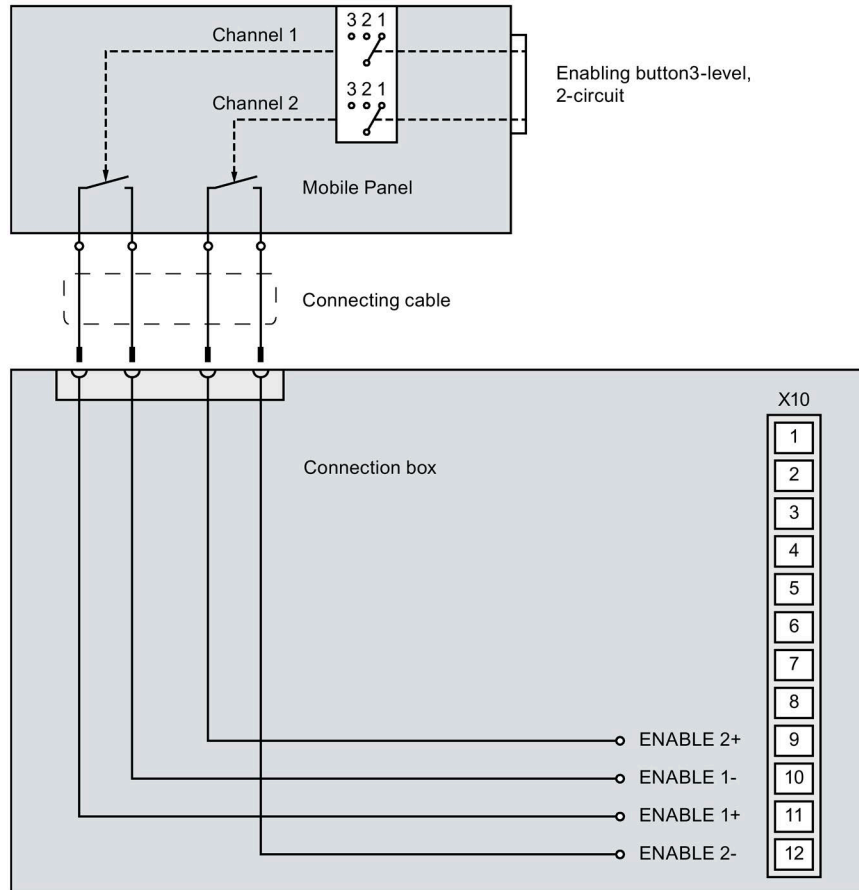 Channel 1
3 2 1
Enabling button3-level,
2-circuit
Channel 2
3 2 1
Mobile Panel
Connecting cable
X10
1
Connection box
2
3
4
5
6
7
8
ENABLE 2+ 9
ENABLE 1- 10
ENABLE 1+ 11
ENABLE 2- 12